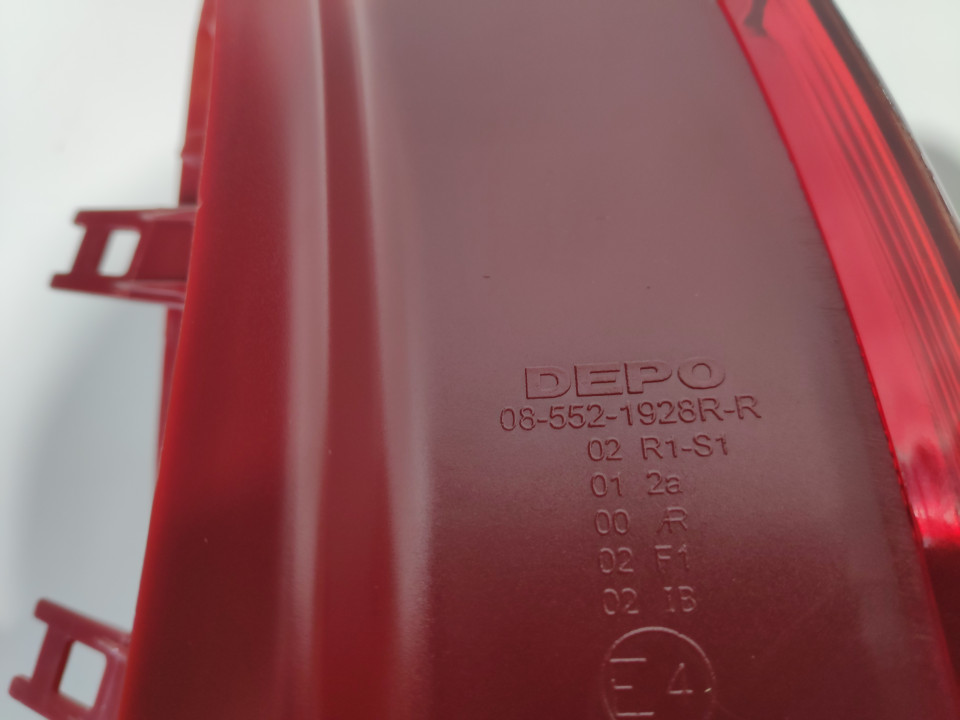 DEPO
08-552-1928R-R
02 R1-S1
01 2a
00 AR
02 F1
02 IB
E4